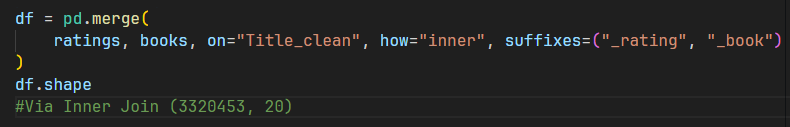 df = pd.merge(
    ratings, books, on="Title_clean", how="inner", suffixes=("_rating", "_book")
)
df.shape
#Via Inner Join (3320453, 20)